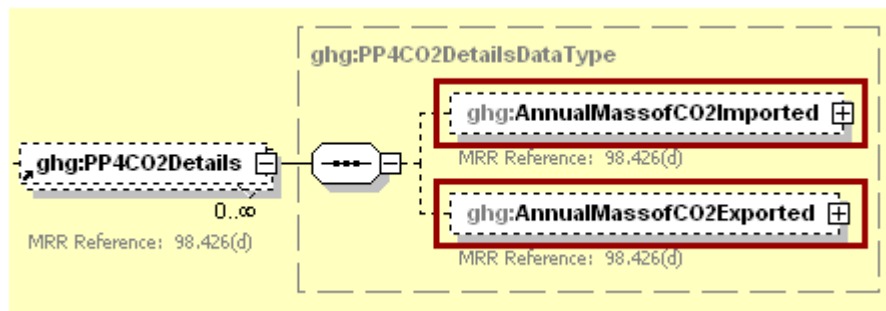 ghg:PP4CO2DetailsDataType
ghg:AnnualMassofCO2Imported
MRR Reference: 98.426(d)
ghg:PP4CO2Details
0..∞
MRR Reference: 98.426(d)
ghg:AnnualMassofCO2Exported
MRR Reference: 98.426(d)